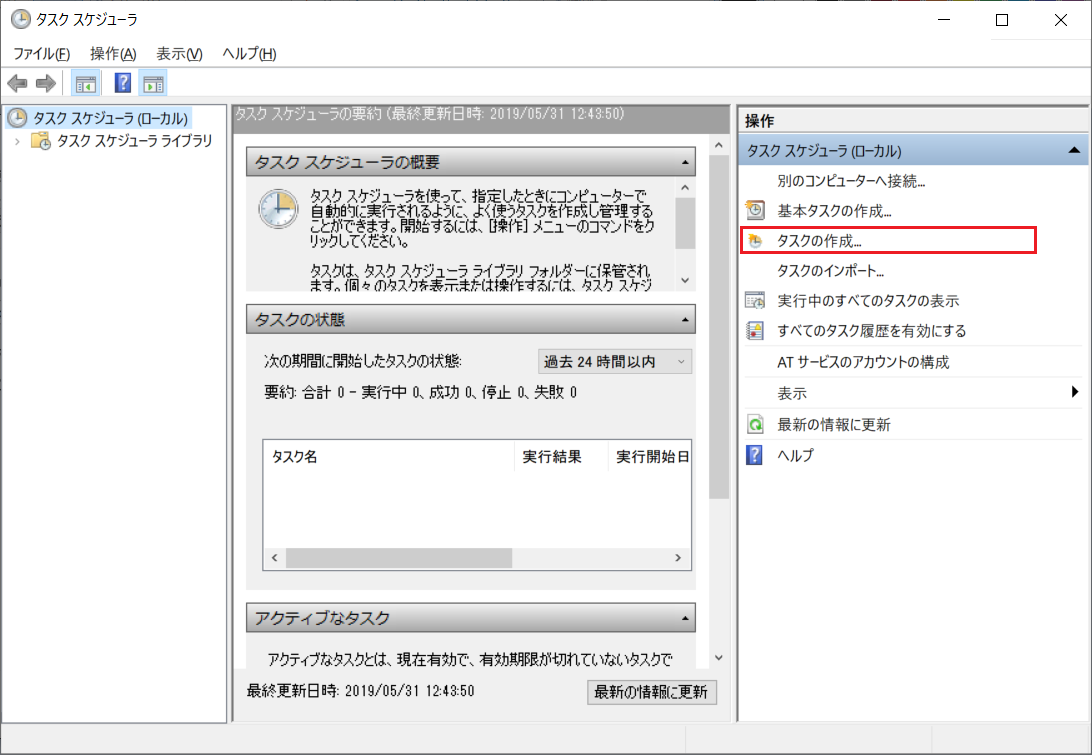 タスク スケジューラ
ファイル(F) 操作(A) 表示(V) ヘルプ(H)
タスク スケジューラ (ローカル)
タスク スケジューラ ライブラリ
タスク スケジューラの要約 (最終更新日時: 2019/05/31 12:43:50)
タスク スケジューラの概要
タスク スケジューラを使って、指定したときにコンピューターで
自動的に実行されるように、よく使うタスクを作成し管理する
ことができます。開始するには、[操作] メニューのコマンドをク
リックしてください。
タスクは、タスク スケジューラ ライブラリ フォルダーに保管され
ます。個々のタスクを表示または操作するには、タスク スケジ
タスクの状態
次の期間に開始したタスクの状態:
過去 24 時間以内
要約: 合計 0 - 実行中 0、成功 0、停止 0、失敗 0
タスク名 実行結果 実行開始日
アクティブなタスク
アクティブなタスクとは、現在有効で、有効期限が切れていないタスクで
最終更新日時: 2019/05/31 12:43:50
最新の情報に更新
操作
タスク スケジューラ (ローカル)
別のコンピューターへ接続...
基本タスクの作成...
タスクの作成...
タスクのインポート...
実行中のすべてのタスクの表示
すべてのタスク履歴を有効にする
AT サービスのアカウントの構成
表示
最新の情報に更新
ヘルプ